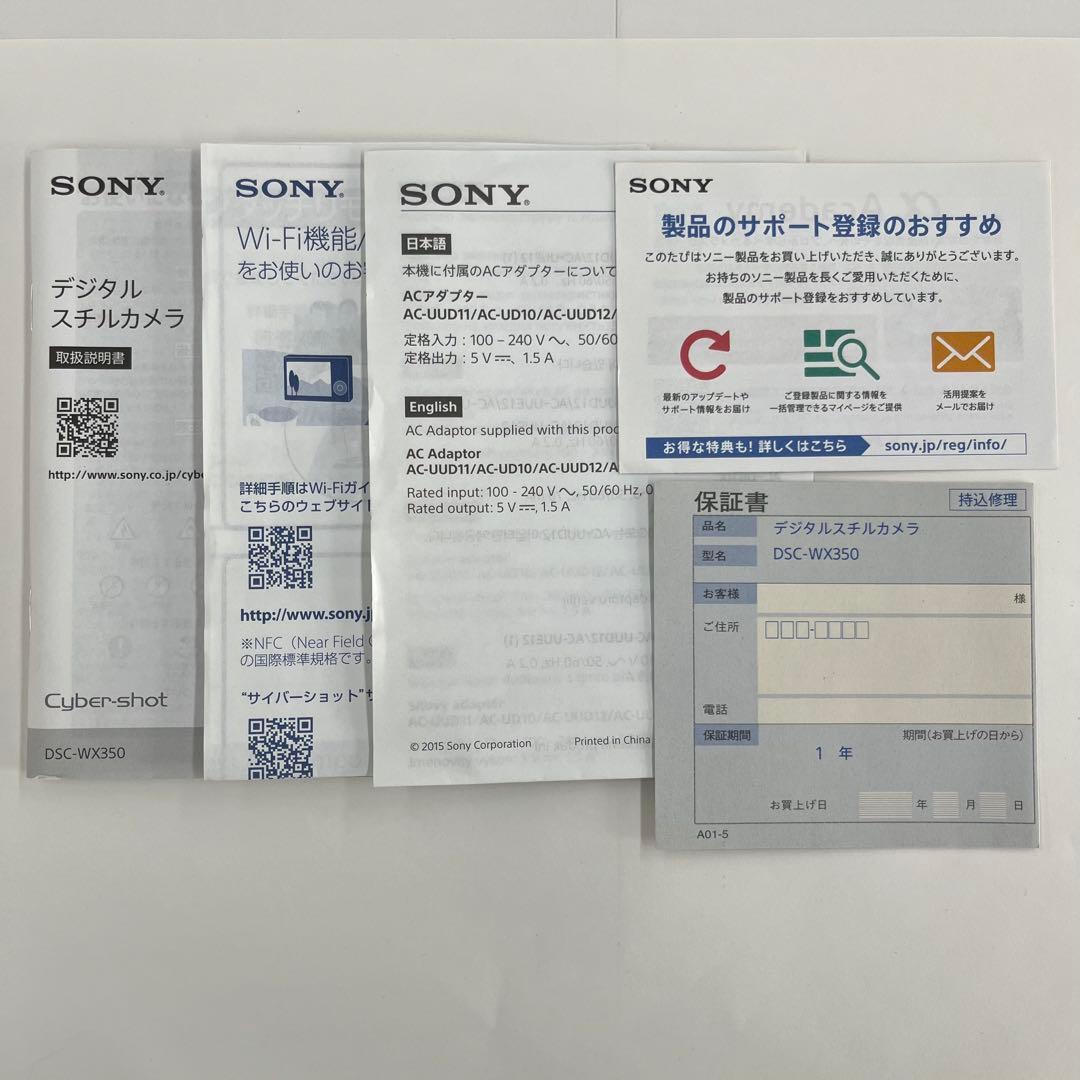 SONY®
デジタル
スチルカメラ
取扱説明書
http://www.sony.co.jp/cybe
Cyber-shot
DSC-WX350
SONY®
Wi-Fi機能/
をお使いのお
詳細手順はWi-Fiガイ
こちらのウェブサイト
http://www.sony.j
※NFC（Near Field
の国際標準規格です。
“サイバーショット”サ
SONY®
日本語
本機に付属のACアダプターについて
ACアダプター
AC-UUD11/AC-UD10/AC-UUD12/
定格入力：100 – 240 V ～、50/60
定格出力：5 V ⎓、1.5 A
English
AC Adaptor supplied with this prod
AC Adaptor
AC-UUD11/AC-UD10/AC-UUD12/A
Rated input: 100 - 240 V ～, 50/60 Hz, 0
Rated output: 5 V ⎓, 1.5 A
© 2015 Sony Corporation
Printed in China
SONY
製品のサポート登録のおすすめ
このたびはソニー製品をお買い上げいただき、誠にありがとうございます。
お持ちのソニー製品を長くご愛用いただくために、
製品のサポート登録をおすすめしています。
最新のアップデートや
サポート情報をお届け
ご登録製品に関する情報を
一括管理できるマイページをご提供
活用提案を
メールでお届け
お得な特典も！詳しくはこちら
sony.jp/reg/info/
保証書
持込修理
品名 デジタルスチルカメラ
型名 DSC-WX350
お客様 様
ご住所 □□□-□□□□
電話
保証期間 期間(お買上げの日から)
1 年
お買上げ日 年 月 日
A01-5